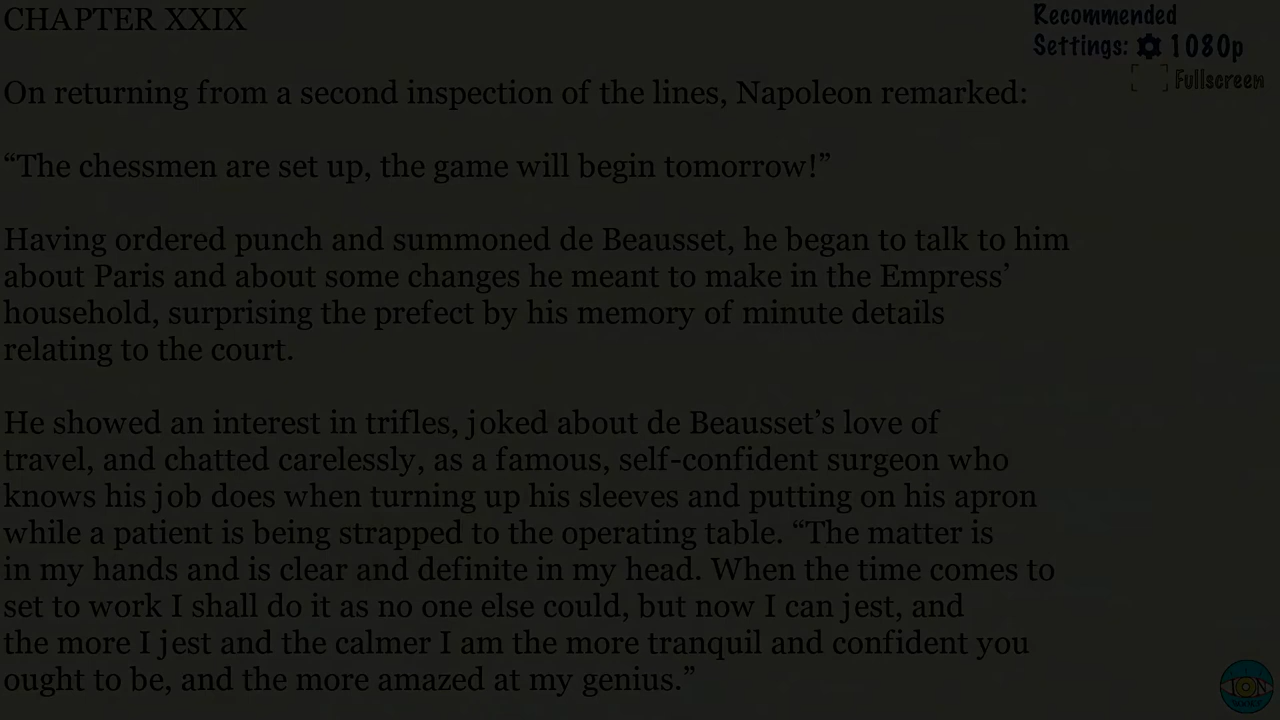 CHAPTER XXIX
Recommended
Settings: 1080p
Fullscreen
On returning from a second inspection of the lines, Napoleon remarked:
“The chessmen are set up, the game will begin tomorrow!”
Having ordered punch and summoned de Beausset, he began to talk to him
about Paris and about some changes he meant to make in the Empress’
household, surprising the prefect by his memory of minute details
relating to the court.
He showed an interest in trifles, joked about de Beausset’s love of
travel, and chatted carelessly, as a famous, self-confident surgeon who
knows his job does when turning up his sleeves and putting on his apron
while a patient is being strapped to the operating table. “The matter is
in my hands and is clear and definite in my head. When the time comes to
set to work I shall do it as no one else could, but now I can jest, and
the more I jest and the calmer I am the more tranquil and confident you
ought to be, and the more amazed at my genius.”